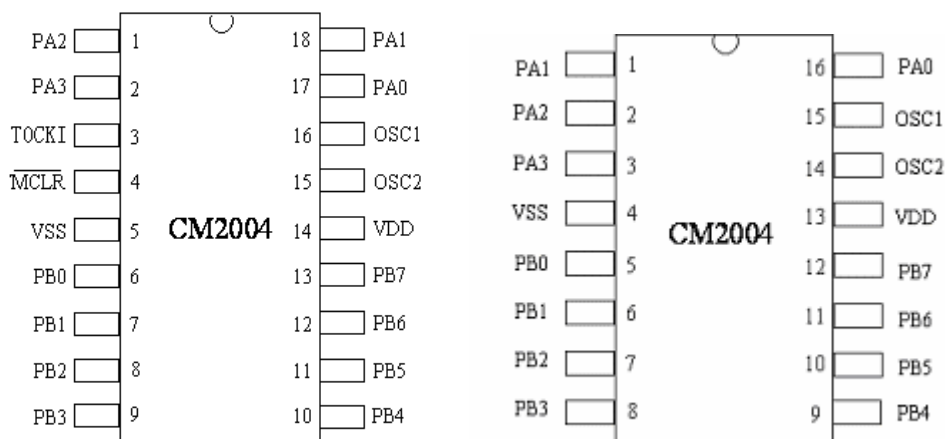 PA2 1 18 PA1
PA3 2 17 PA0
T0CKI 3 16 OSC1
MCLR 4 15 OSC2
VSS 5 CM2004 14 VDD
PB0 6 13 PB7
PB1 7 12 PB6
PB2 8 11 PB5
PB3 9 10 PB4
PA1 1 16 PA0
PA2 2 15 OSC1
PA3 3 14 OSC2
VSS 4 CM2004 13 VDD
PB0 5 12 PB7
PB1 6 11 PB6
PB2 7 10 PB5
PB3 8 9 PB4